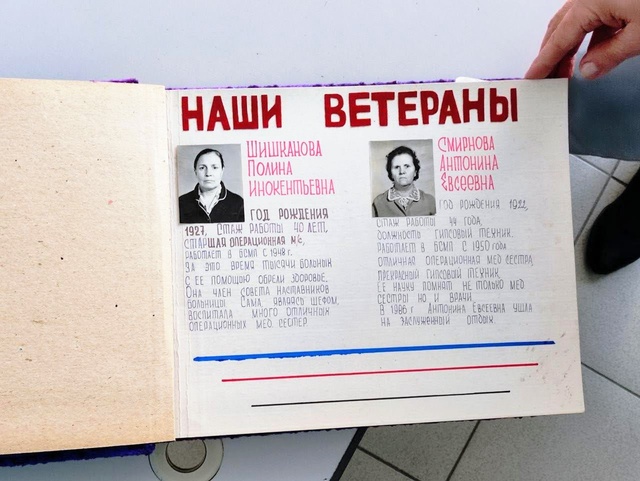 НАШИ ВЕТЕРАНЫ
ШИШКАНОВА
ПОЛИНА
ИНОКЕНТЬЕВНА
ГОД РОЖДЕНИЯ
1927, СТАЖ РАБОТЫ 40 ЛЕТ,
СТАРШАЯ ОПЕРАЦИОННАЯ М/С,
РАБОТАЕТ В БСМП С 1948 г.
ЗА ЭТО ВРЕМЯ ТЫСЯЧИ БОЛЬНЫХ
С ЕЕ ПОМОЩЬЮ ОБРЕЛИ ЗДОРОВЬЕ.
ОНА ЧЛЕН СОВЕТА НАСТАВНИКОВ
БОЛЬНИЦЫ САМА, ЯВЛЯЯСЬ ШЕФОМ,
ВОСПИТАЛА МНОГО ОТЛИЧНЫХ
ОПЕРАЦИОННЫХ МЕД СЕСТЕР
СМИРНОВА
АНТОНИНА
ЕВСЕЕВНА
ГОД РОЖДЕНИЯ 1922,
СТАЖ РАБОТЫ 44 ГОДА,
ДОЛЖНОСТЬ ГИПСОВЫЙ ТЕХНИК.
РАБОТАЕТ В БСМП С 1950 года
ОТЛИЧНАЯ ОПЕРАЦИОННАЯ МЕД СЕСТРА,
ПРЕКРАСНЫЙ ГИПСОВЫЙ ТЕХНИК.
ЕЕ НАУКУ ПОМНЯТ НЕ ТОЛЬКО МЕД
СЕСТРЫ НО И ВРАЧИ.
В 1986 г АНТОНИНА ЕВСЕЕВНА УШЛА
НА ЗАСЛУЖЕННЫЙ ОТДЫХ.